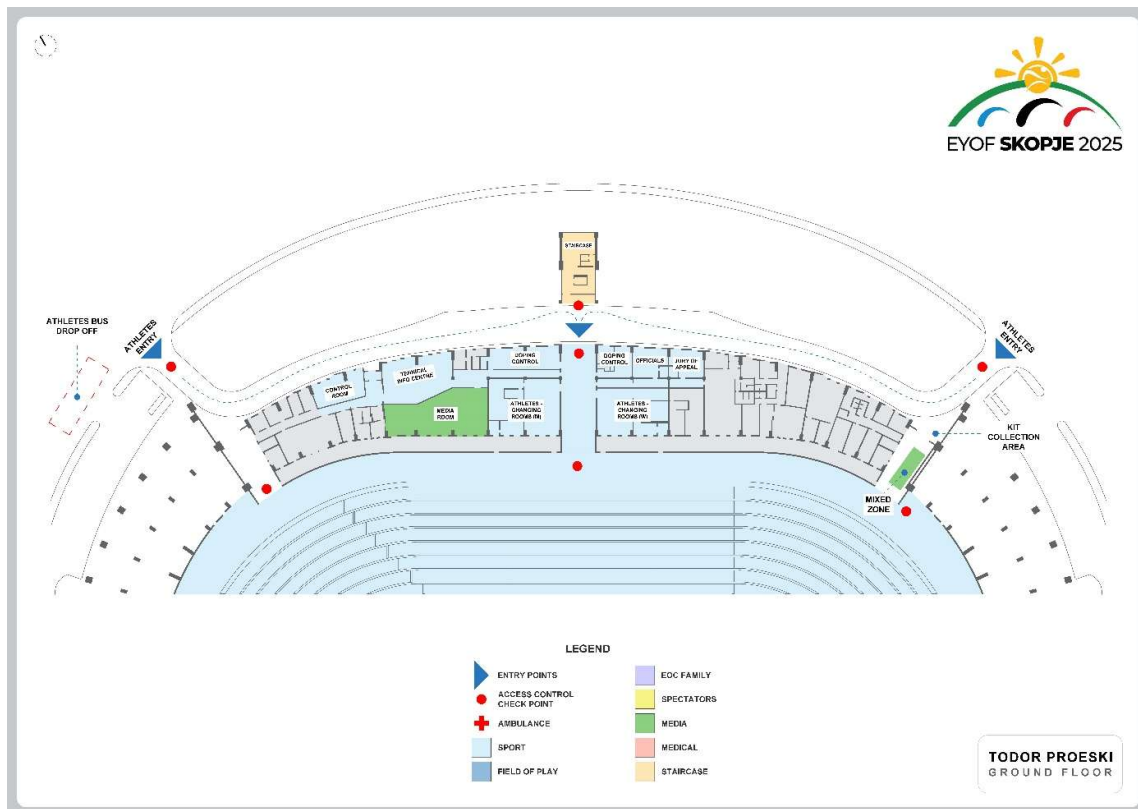 EYOF SKOPJE 2025
STAIRCASE
ATHLETES BUS
DROP OFF
ATHLETES
ENTRY
ATHLETES
ENTRY
DOPING
CONTROL
DOPING
CONTROL
OFFICIALS
JURY OF
APPEAL
TECHNICAL
INFO CENTRE
CONTROL
ROOM
MEDIA
ROOM
ATHLETES -
CHANGING
ROOMS (M)
ATHLETES -
CHANGING
ROOMS (W)
KIT
COLLECTION
AREA
MIXED
ZONE
LEGEND
ENTRY POINTS
ACCESS CONTROL
CHECK POINT
AMBULANCE
SPORT
FIELD OF PLAY
EOC FAMILY
SPECTATORS
MEDIA
MEDICAL
STAIRCASE
TODOR PROESKI
GROUND FLOOR